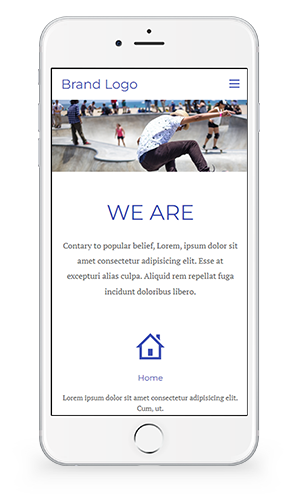 Brand Logo
WE ARE
Contary to popular belief, Lorem, ipsum dolor sit
amet consectetur adipisicing elit. Esse at
excepturi alias culpa. Aliquid rem repellat fuga
incidunt doloribus libero.
Home
Lorem ipsum dolor sit amet consectetur adipisicing elit.
Cum, ut.